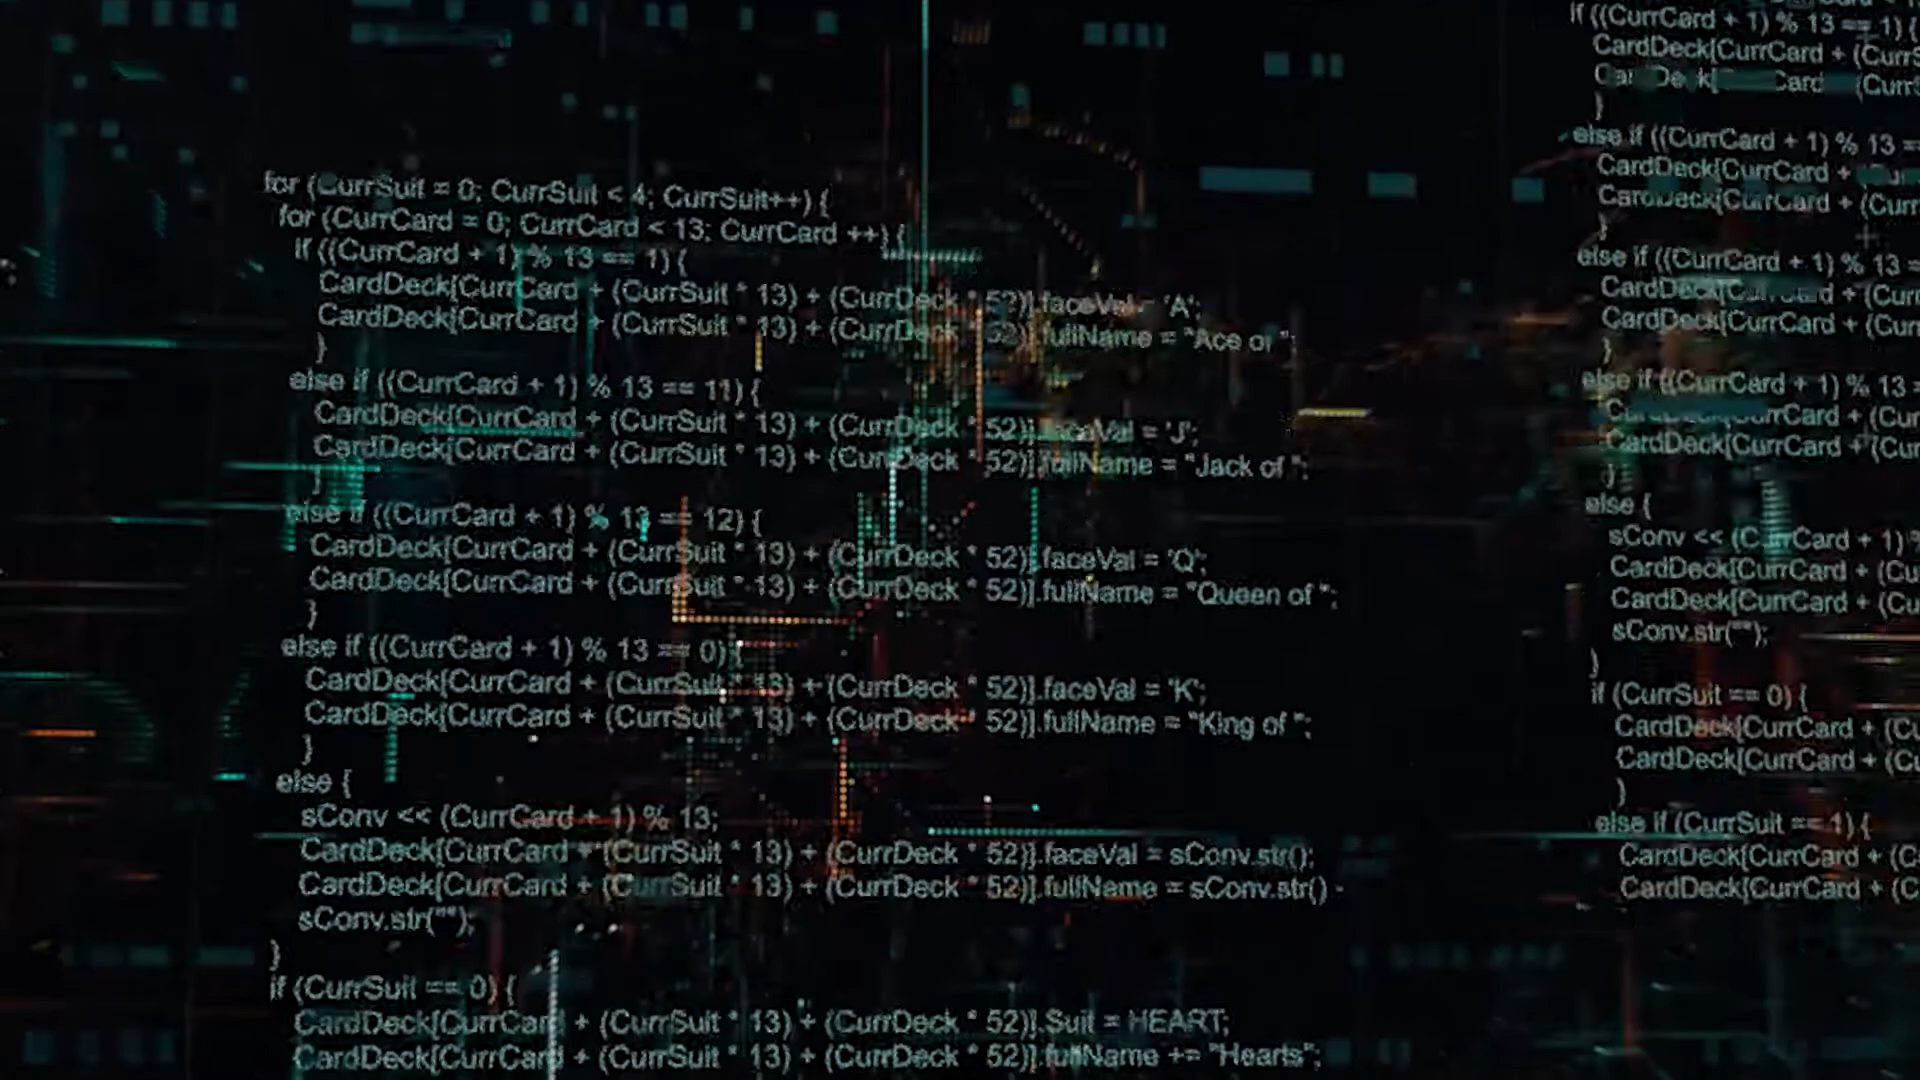 for (CurrSuit = 0; CurrSuit < 4; CurrSuit++) {
for (CurrCard = 0; CurrCard < 13; CurrCard ++) {
if ((CurrCard + 1) % 13 == 1) {
CardDeck[CurrCard + (CurrSuit * 13) + (CurrDeck * 52)].faceVal = 'A';
CardDeck[CurrCard + (CurrSuit * 13) + (CurrDeck * 52)].fullName = "Ace of ";
}
else if ((CurrCard + 1) % 13 == 11) {
CardDeck[CurrCard + (CurrSuit * 13) + (CurrDeck * 52)].faceVal = 'J';
CardDeck[CurrCard + (CurrSuit * 13) + (CurrDeck * 52)].fullName = "Jack of ";
}
else if ((CurrCard + 1) % 13 == 12) {
CardDeck[CurrCard + (CurrSuit * 13) + (CurrDeck * 52)].faceVal = 'Q';
CardDeck[CurrCard + (CurrSuit * 13) + (CurrDeck * 52)].fullName = "Queen of ";
}
else if ((CurrCard + 1) % 13 == 0) {
CardDeck[CurrCard + (CurrSuit * 13) + (CurrDeck * 52)].faceVal = 'K';
CardDeck[CurrCard + (CurrSuit * 13) + (CurrDeck * 52)].fullName = "King of ";
}
else {
sConv << (CurrCard + 1) % 13;
CardDeck[CurrCard + (CurrSuit * 13) + (CurrDeck * 52)].faceVal = sConv.str();
CardDeck[CurrCard + (CurrSuit * 13) + (CurrDeck * 52)].fullName = sConv.str() -
sConv.str("");
}
if (CurrSuit == 0) {
CardDeck[CurrCard + (CurrSuit * 13) + (CurrDeck * 52)].Suit = HEART;
CardDeck[CurrCard + (CurrSuit * 13) + (CurrDeck * 52)].fullName += "Hearts";
if ((CurrCard + 1) % 13 == 1) {
CardDeck[CurrCard + (CurrS
Card (Curr
}
else if ((CurrCard + 1) % 13 ==
CardDeck[CurrCard +
CardDeck[CurrCard + (Curr
}
else if ((CurrCard + 1) % 13 =
CardDeck + (Curr
CardDeck[CurrCard + (Curr
}
else if ((CurrCard + 1) % 13 =
CurrCard + (Cur
CardDeck[CurrCard + (Cur
}
else {
sConv << (CurrCard + 1) %
CardDeck[CurrCard + (Cu
CardDeck[CurrCard + (Cu
sConv.str("");
}
if (CurrSuit == 0) {
CardDeck[CurrCard + (Cu
CardDeck[CurrCard + (Cu
}
else if (CurrSuit == 1) {
CardDeck[CurrCard + (C
CardDeck[CurrCard + (C